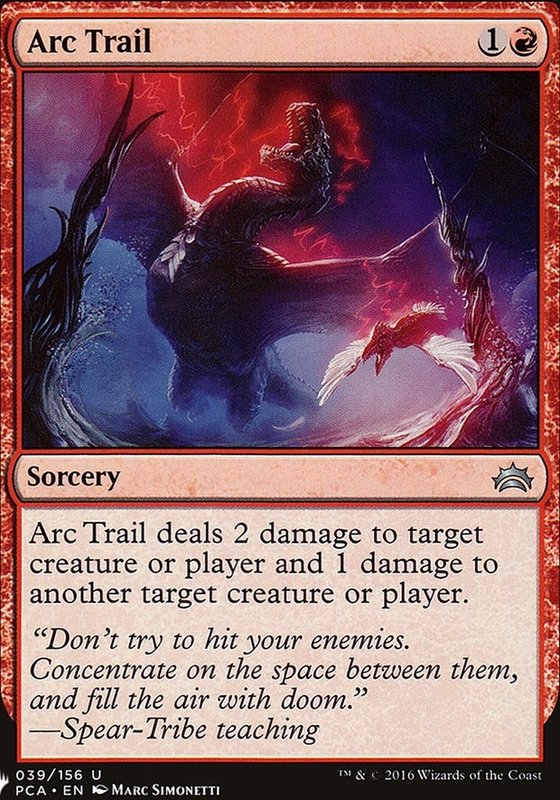 Arc Trail 1
Sorcery
Arc Trail deals 2 damage to target
creature or player and 1 damage to
another target creature or player.
“Don’t try to hit your enemies.
Concentrate on the space between them,
and fill the air with doom.”
—Spear-Tribe teaching
039/156 U
PCA • EN Marc Simonetti
™ & © 2016 Wizards of the Coast